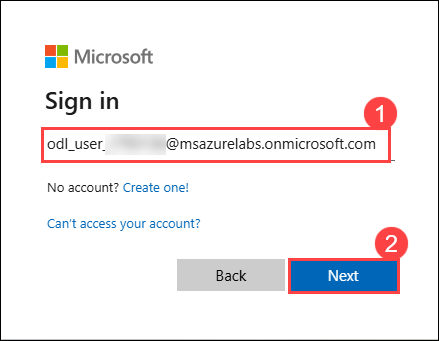 Microsoft
Sign in
1
odl_user_@msazurelabs.onmicrosoft.com
No account? Create one!
Can't access your account?
2
Back Next